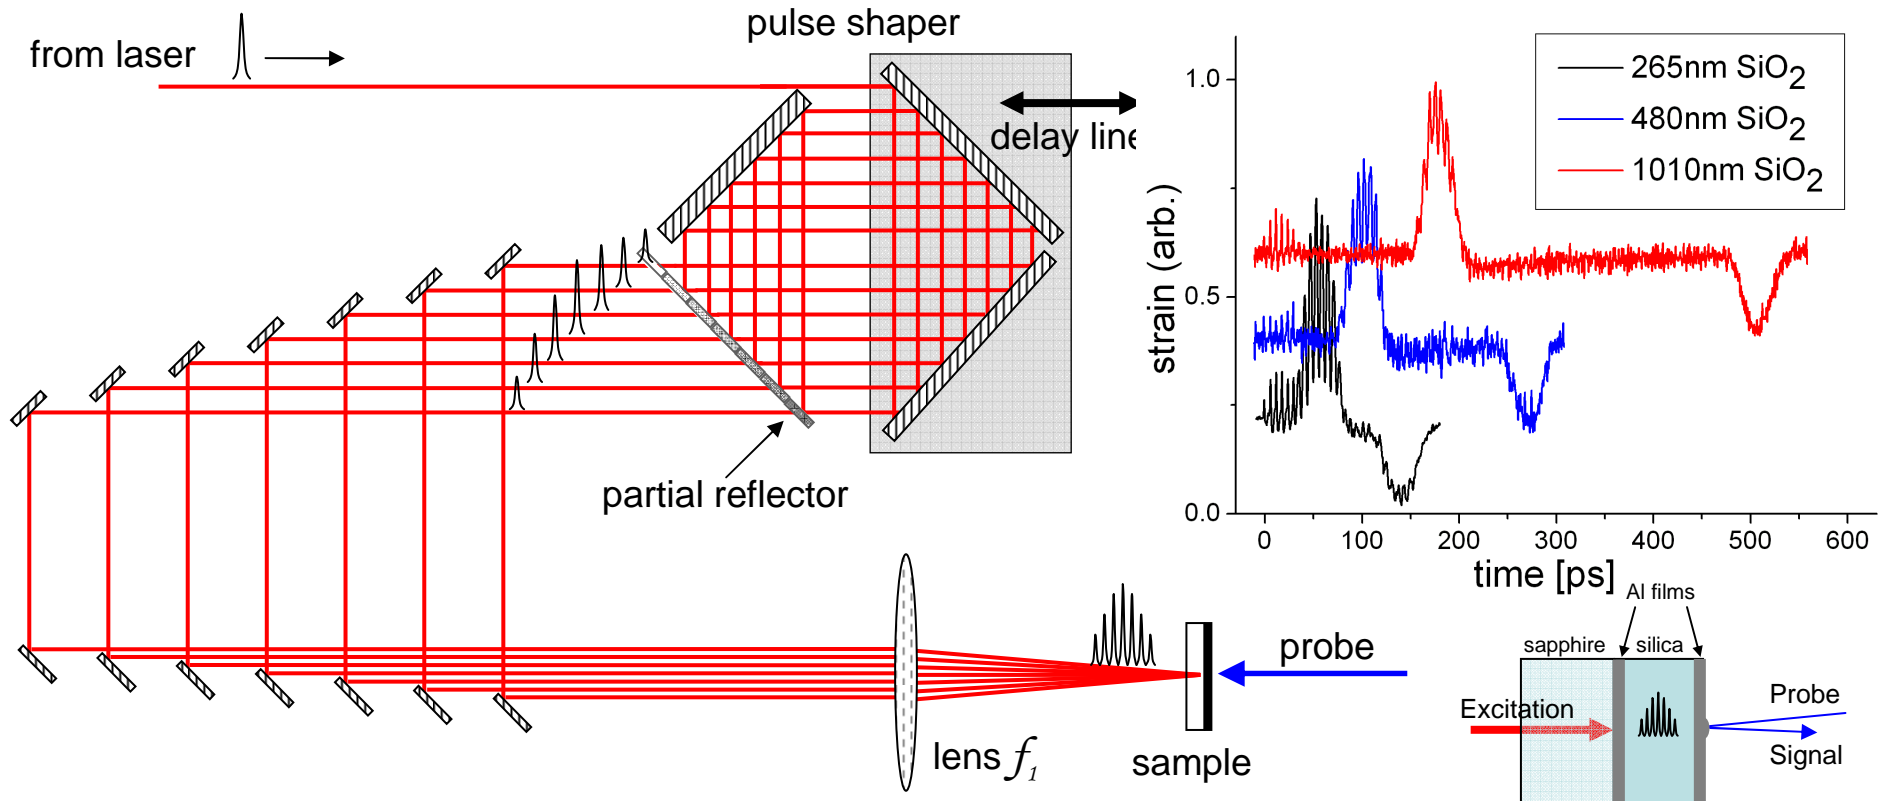 pulse shaper
from laser
delay line
partial reflector
lens f1
sample
probe
1.0
0.5
0.0
strain (arb.)
265nm SiO2
480nm SiO2
1010nm SiO2
0 100 200 300 400 500 600
time [ps]
Al films
sapphire silica
Excitation
Probe
Signal